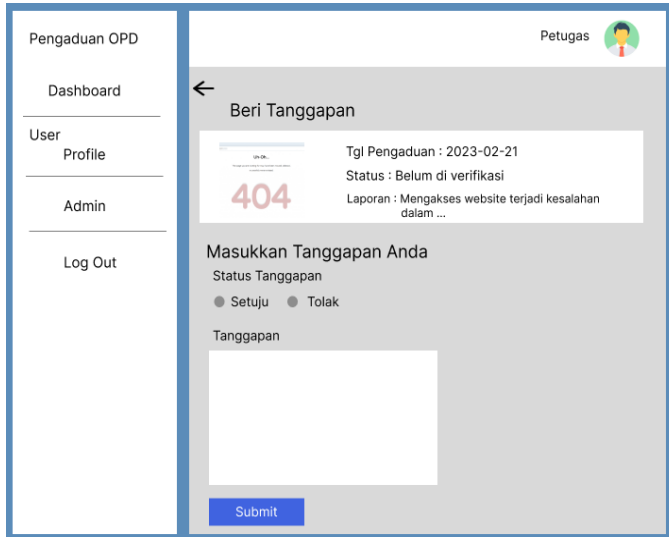 Pengaduan OPD
Dashboard
User
Profile
Admin
Log Out
Petugas
Beri Tanggapan
Uh Oh..
404
Tgl Pengaduan : 2023-02-21
Status : Belum di verifikasi
Laporan : Mengakses website terjadi kesalahan
dalam ...
Masukkan Tanggapan Anda
Status Tanggapan
Setuju Tolak
Tanggapan
Submit